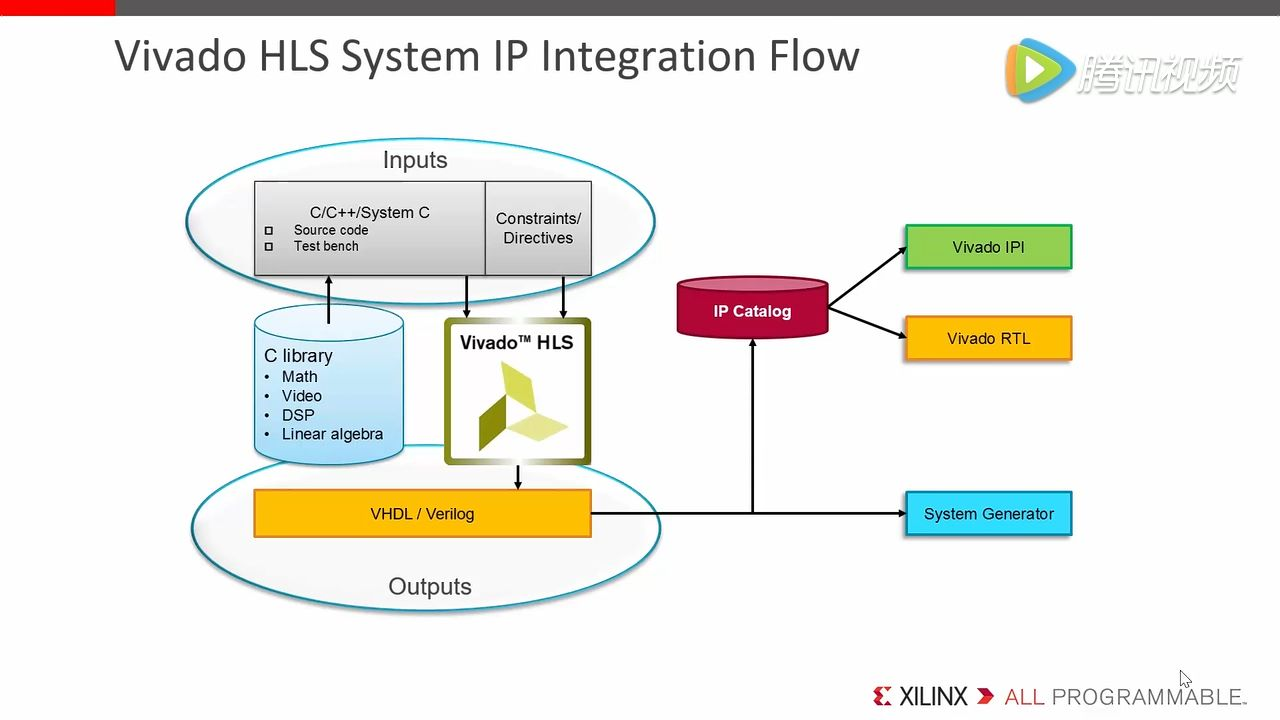 Vivado HLS System IP Integration Flow
腾讯视频
Inputs
C/C++/System C
Source code
Test bench
Constraints/
Directives
C library
• Math
• Video
• DSP
• Linear algebra
Vivado™ HLS
VHDL / Verilog
Outputs
IP Catalog
Vivado IPI
Vivado RTL
System Generator
XILINX ALL PROGRAMMABLE™